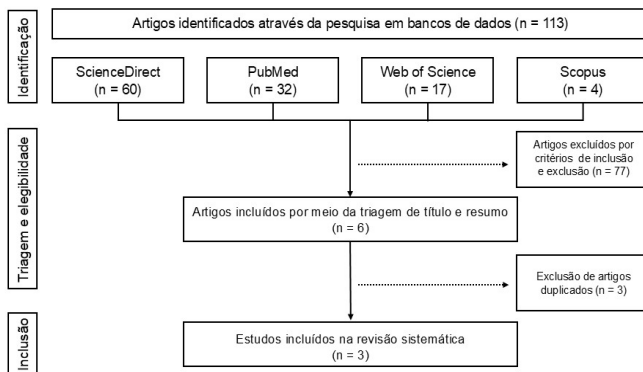 Identificação
Artigos identificados através da pesquisa em bancos de dados (n = 113)
ScienceDirect
(n = 60)
PubMed
(n = 32)
Web of Science
(n = 17)
Scopus
(n = 4)
Triagem e elegibilidade
Artigos excluídos por
critérios de inclusão
e exclusão (n = 77)
Artigos incluídos por meio da triagem de título e resumo
(n = 6)
Exclusão de artigos
duplicados (n = 3)
Inclusão
Estudos incluídos na revisão sistemática
(n = 3)